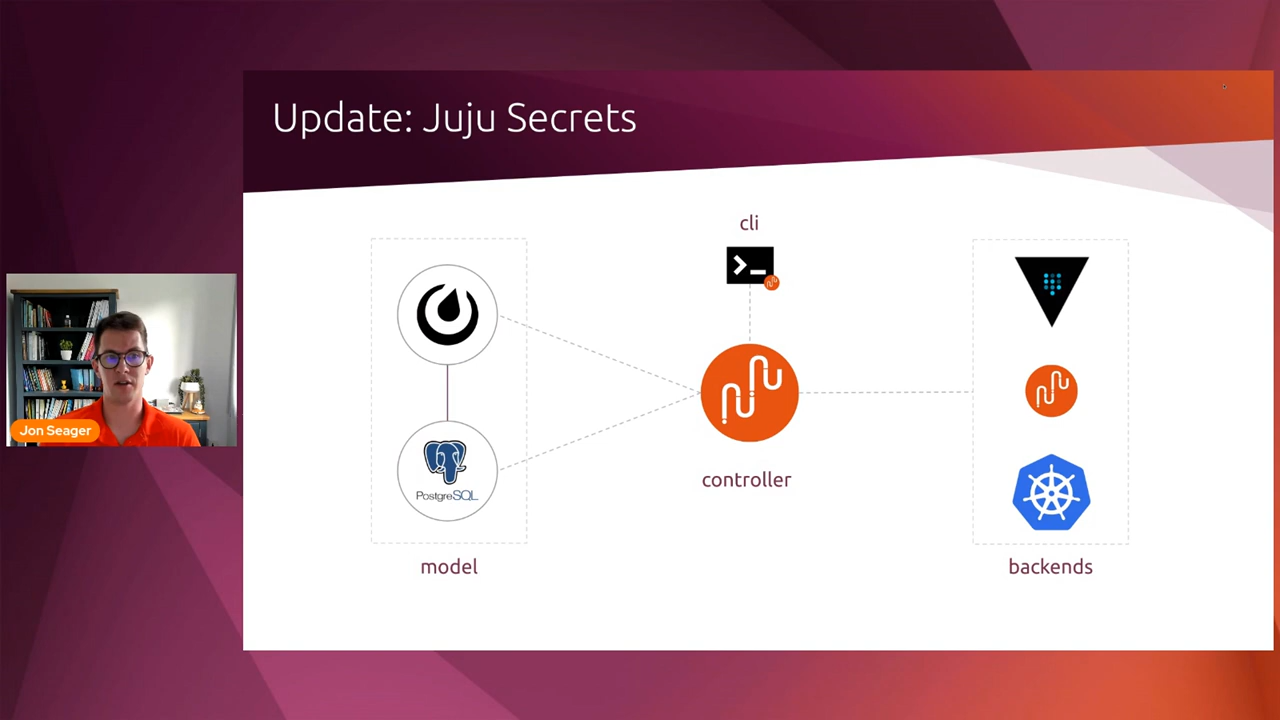 Update: Juju Secrets
cli
Jon Seager
PostgreSQL
controller
model
backends